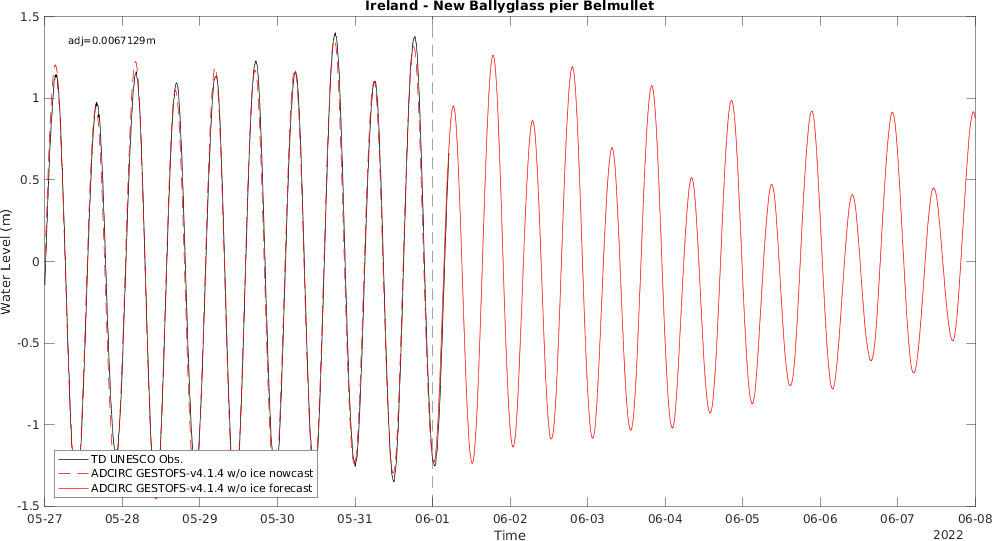 Ireland - New Ballyglass pier Belmullet
adj=0.0067129m
1.5
1
0.5
0
-0.5
-1
-1.5
Water Level (m)
TD UNESCO Obs.
ADCIRC GESTOFS-v4.1.4 w/o ice nowcast
ADCIRC GESTOFS-v4.1.4 w/o ice forecast
05-27 05-28 05-29 05-30 05-31 06-01 06-02 06-03 06-04 06-05 06-06 06-07 06-08
Time
2022